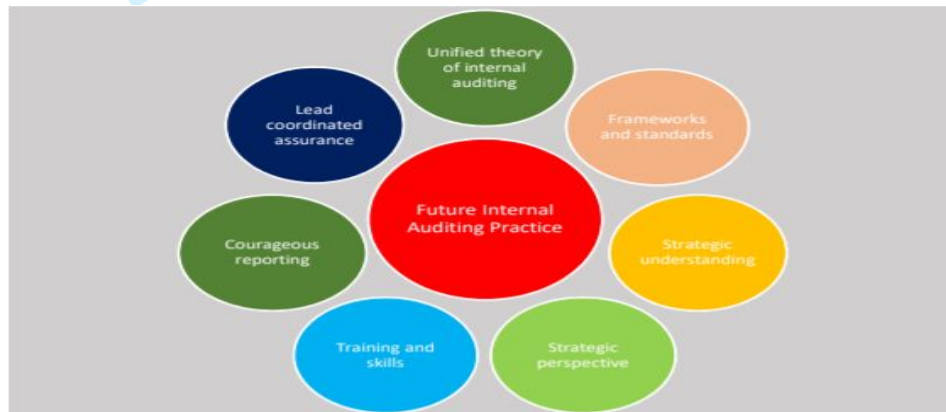 Unified theory
of internal
auditing
Lead
coordinated
assurance
Frameworks
and standards
Future Internal
Auditing Practice
Courageous
reporting
Strategic
understanding
Training and
skills
Strategic
perspective